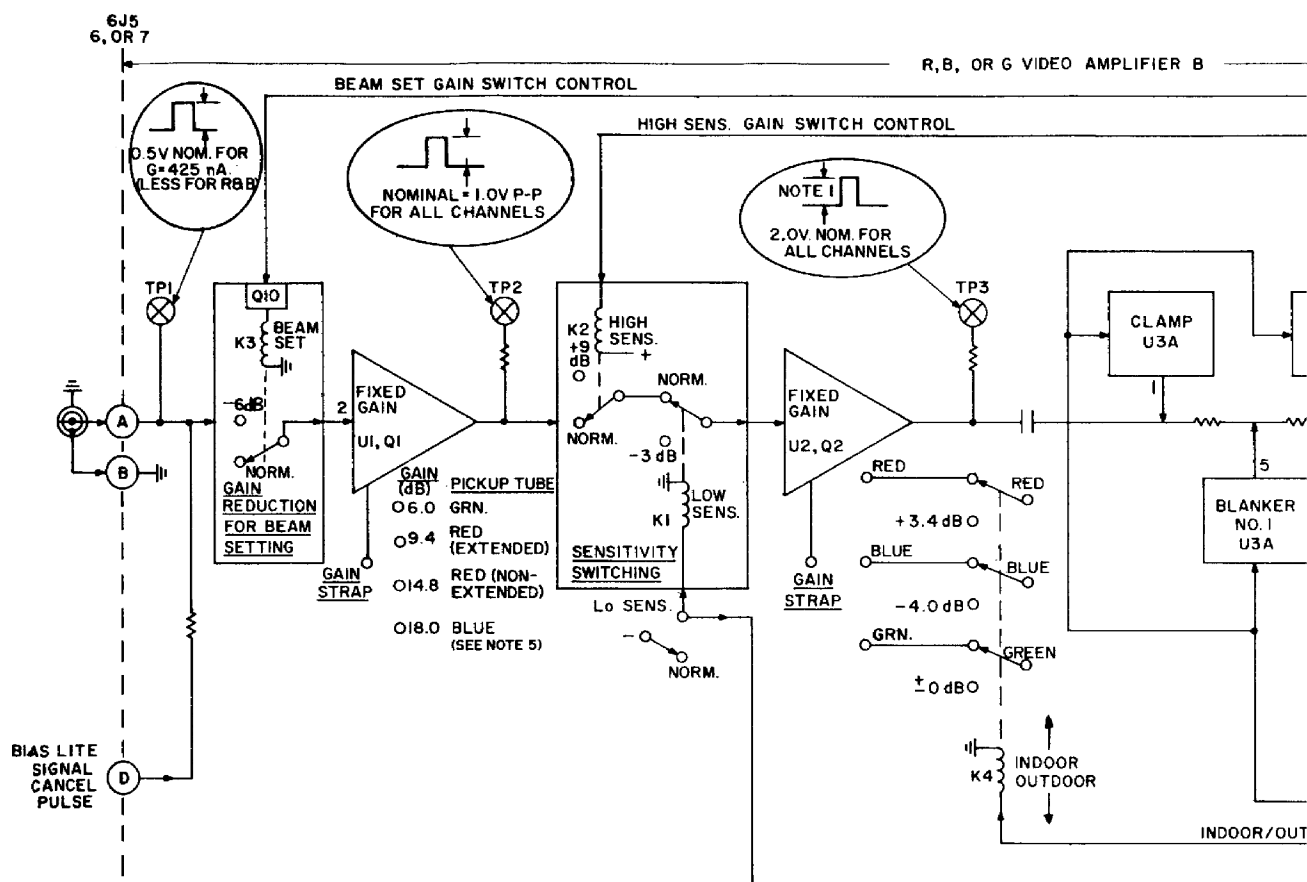 6J5
6, OR 7
R, B, OR G VIDEO AMPLIFIER B
BEAM SET GAIN SWITCH CONTROL
HIGH SENS. GAIN SWITCH CONTROL
0.5V NOM. FOR
G=425 nA.
(LESS FOR R&B)
NOMINAL = 1.0V P-P
FOR ALL CHANNELS
NOTE 1
2.0V. NOM. FOR
ALL CHANNELS
TP1
Q10
K3
BEAM
SET
-6dB
NORM.
GAIN
REDUCTION
FOR BEAM
SETTING
A
B
2
FIXED
GAIN
U1, Q1
GAIN
STRAP
TP2
GAIN
(dB)
PICKUP TUBE
6.0 GRN.
9.4 RED
(EXTENDED)
14.8 RED (NON-
EXTENDED)
18.0 BLUE
(SEE NOTE 5)
K2
+9
dB
HIGH
SENS.
+
NORM.
NORM.
-3 dB
LOW
SENS.
K1
SENSITIVITY
SWITCHING
Lo SENS.
-
NORM.
FIXED
GAIN
U2, Q2
GAIN
STRAP
TP3
RED
RED
+3.4 dB
BLUE
BLUE
-4.0 dB
GRN.
GREEN
±0 dB
K4
INDOOR
OUTDOOR
CLAMP
U3A
1
5
BLANKER
NO. 1
U3A
INDOOR/OUT
BIAS LITE
SIGNAL
CANCEL
PULSE
D